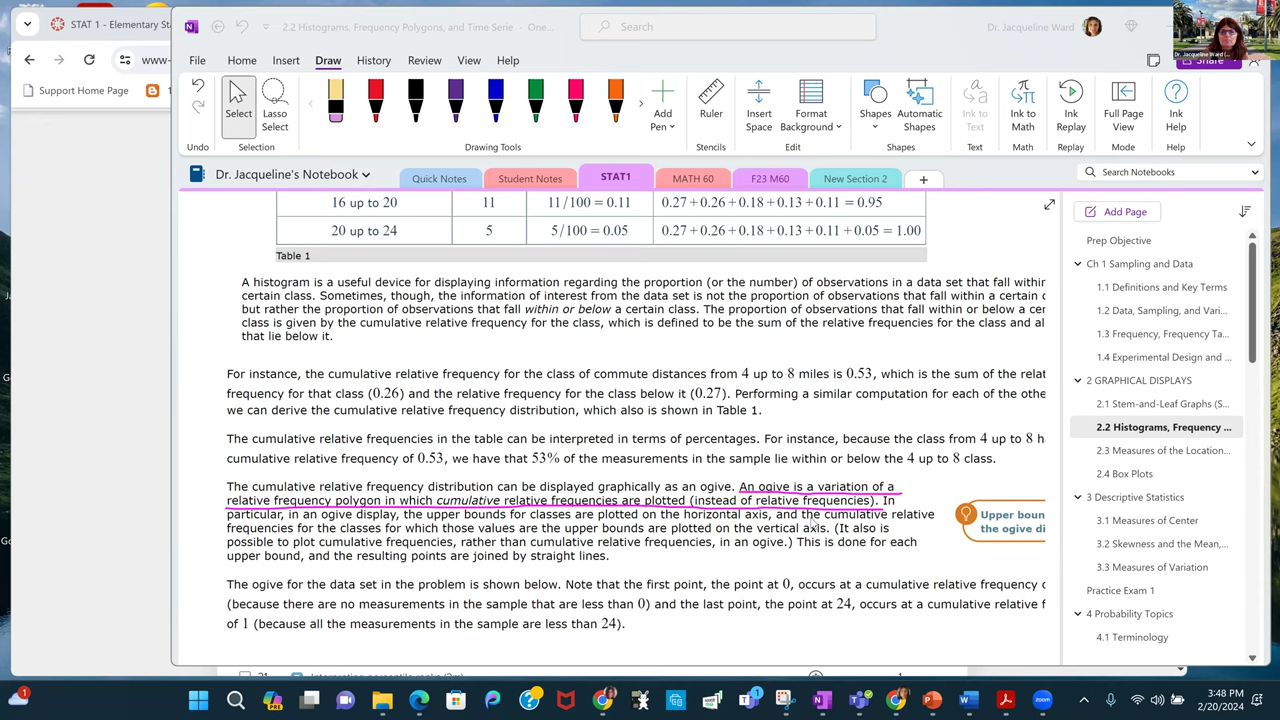 STAT 1 - Elementary Sta
2.2 Histograms, Frequency Polygons, and Time Serie - One...
Search
Dr. Jacqueline Ward
Dr. Jacqueline Ward (
Share
www-
Support Home Page
File Home Insert Draw History Review View Help
Undo
Select
Lasso Select
Selection
Drawing Tools
Add Pen
Ruler
Stencils
Insert Space
Format Background
Edit
Shapes
Automatic Shapes
Shapes
Ink to Text
Text
Ink to Math
Math
Ink Replay
Replay
Full Page View
Mode
Ink Help
Help
Dr. Jacqueline's Notebook
Quick Notes Student Notes STAT1 MATH 60 F23 M60 New Section 2 +
Search Notebooks
16 up to 20 11 11/100 = 0.11 0.27 + 0.26 + 0.18 + 0.13 + 0.11 = 0.95
20 up to 24 5 5/100 = 0.05 0.27 + 0.26 + 0.18 + 0.13 + 0.11 + 0.05 = 1.00
Table 1
A histogram is a useful device for displaying information regarding the proportion (or the number) of observations in a data set that fall within
certain class. Sometimes, though, the information of interest from the data set is not the proportion of observations that fall within a certain c
but rather the proportion of observations that fall within or below a certain class. The proportion of observations that fall within or below a cer
class is given by the cumulative relative frequency for the class, which is defined to be the sum of the relative frequencies for the class and al
that lie below it.
For instance, the cumulative relative frequency for the class of commute distances from 4 up to 8 miles is 0.53, which is the sum of the relat
frequency for that class (0.26) and the relative frequency for the class below it (0.27). Performing a similar computation for each of the othe
we can derive the cumulative relative frequency distribution, which also is shown in Table 1.
The cumulative relative frequencies in the table can be interpreted in terms of percentages. For instance, because the class from 4 up to 8 h
cumulative relative frequency of 0.53, we have that 53% of the measurements in the sample lie within or below the 4 up to 8 class.
The cumulative relative frequency distribution can be displayed graphically as an ogive. An ogive is a variation of a
relative frequency polygon in which cumulative relative frequencies are plotted (instead of relative frequencies). In
particular, in an ogive display, the upper bounds for classes are plotted on the horizontal axis, and the cumulative relative
frequencies for the classes for which those values are the upper bounds are plotted on the vertical axis. (It also is
possible to plot cumulative frequencies, rather than cumulative relative frequencies, in an ogive.) This is done for each
upper bound, and the resulting points are joined by straight lines.
Upper boun
the ogive di
The ogive for the data set in the problem is shown below. Note that the first point, the point at 0, occurs at a cumulative relative frequency o
(because there are no measurements in the sample that are less than 0) and the last point, the point at 24, occurs at a cumulative relative f
of 1 (because all the measurements in the sample are less than 24).
Add Page
Prep Objective
Ch 1 Sampling and Data
1.1 Definitions and Key Terms
1.2 Data, Sampling, and Vari...
1.3 Frequency, Frequency Ta...
1.4 Experimental Design and ...
2 GRAPHICAL DISPLAYS
2.1 Stem-and-Leaf Graphs (S...
2.2 Histograms, Frequency ...
2.3 Measures of the Location...
2.4 Box Plots
3 Descriptive Statistics
3.1 Measures of Center
3.2 Skewness and the Mean,...
3.3 Measures of Variation
Practice Exam 1
4 Probability Topics
4.1 Terminology
3:48 PM
2/20/2024